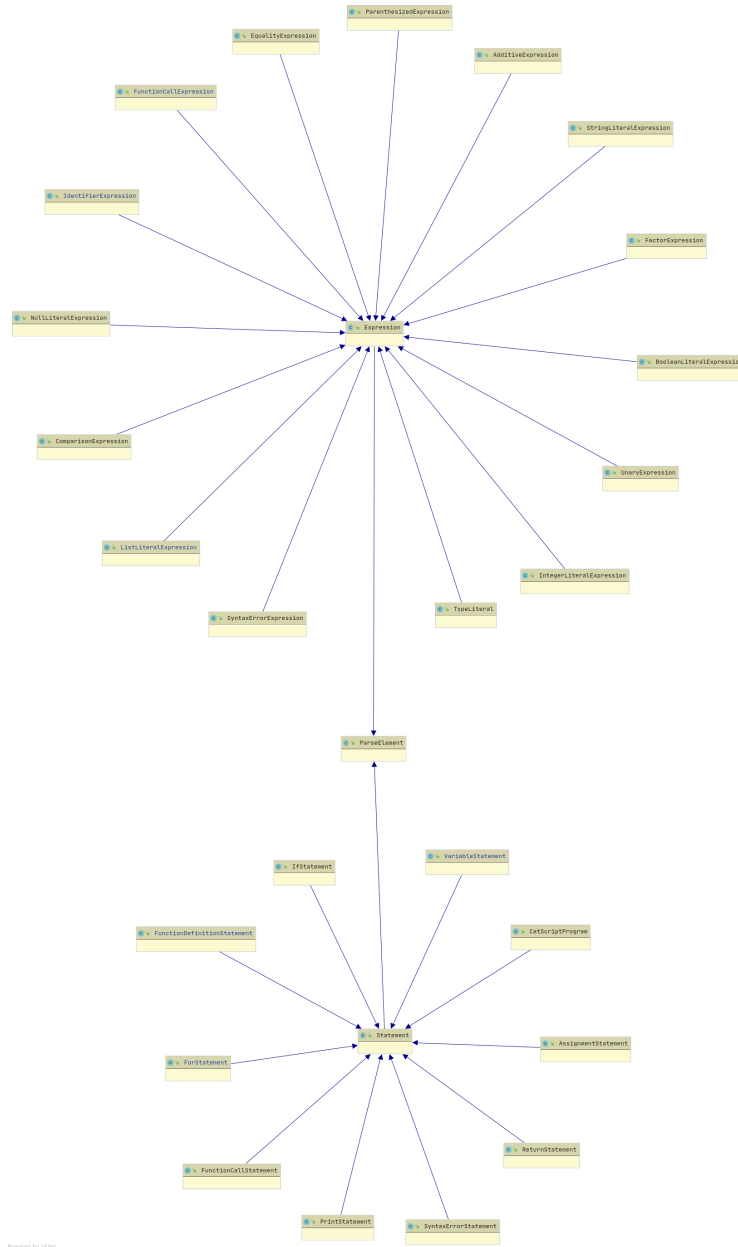 ParenthesizedExpression
EqualityExpression
AdditiveExpression
FunctionCallExpression
StringLiteralExpression
IdentifierExpression
FactorExpression
NullLiteralExpression
Expression
BooleanLiteralExpressio
ComparisonExpression
UnaryExpression
ListLiteralExpression
IntegerLiteralExpression
TypeLiteral
SyntaxErrorExpression
ParseElement
VariableStatement
IfStatement
CatScriptProgram
FunctionDefinitionStatement
Statement
AssignmentStatement
ForStatement
ReturnStatement
FunctionCallStatement
PrintStatement
SyntaxErrorStatement